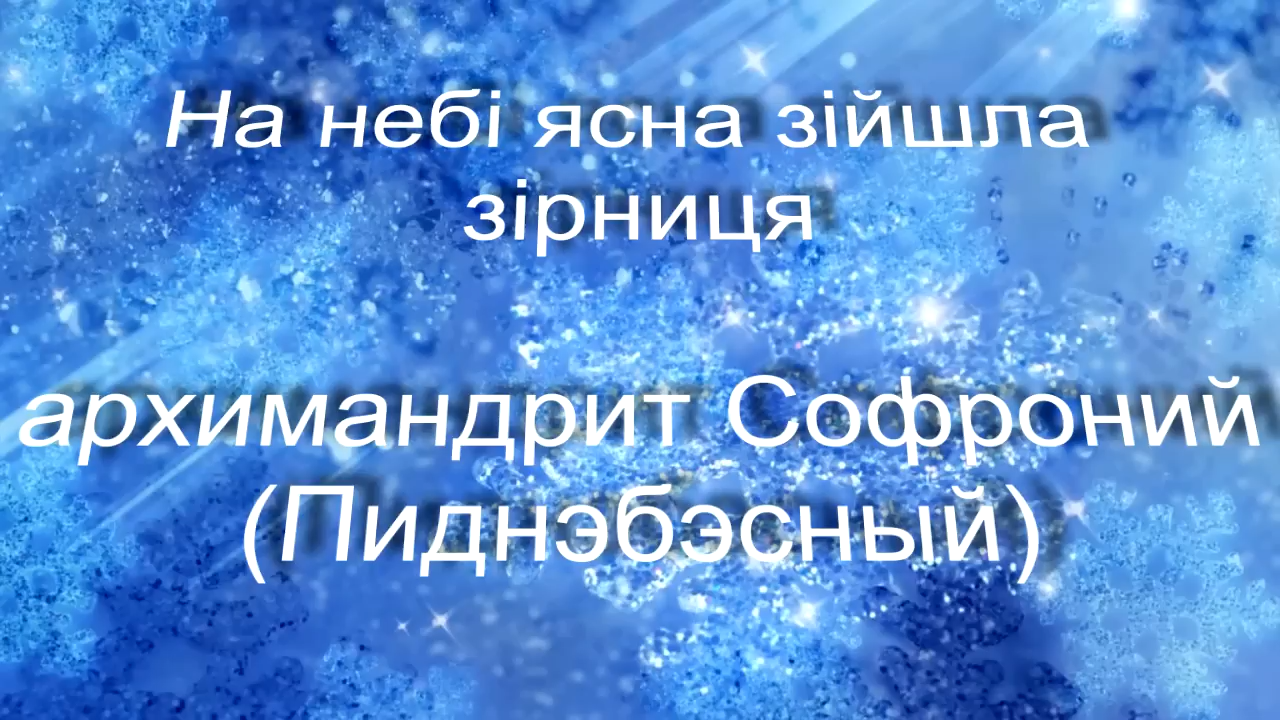 На небі ясна зійшла
зірниця
архимандрит Софроний
(Пиднэбэсный)